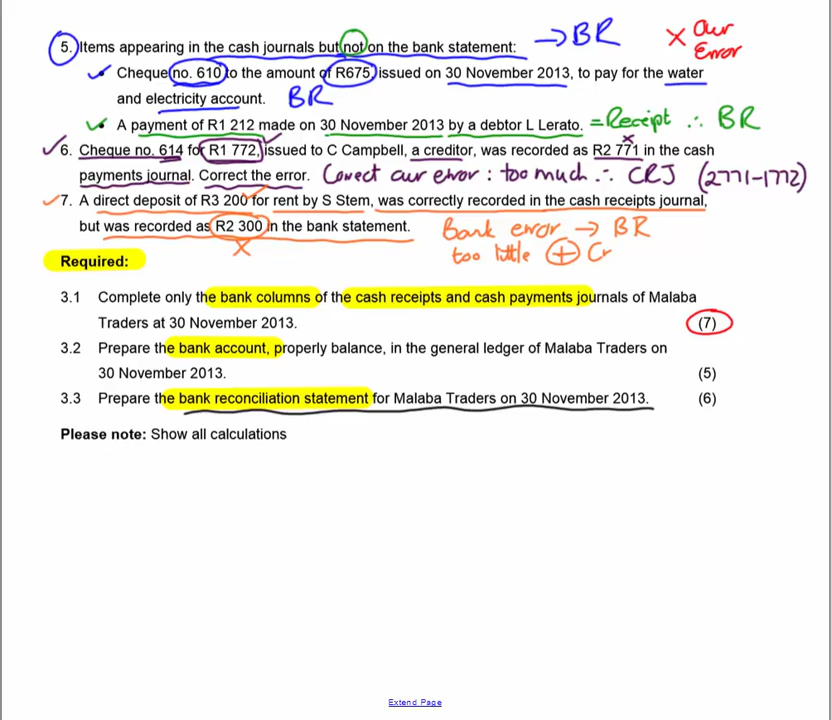 5. Items appearing in the cash journals but not on the bank statement: → BR X Our Error
Cheque no. 610 to the amount of R675, issued on 30 November 2013, to pay for the water
and electricity account. BR
A payment of R1 212 made on 30 November 2013 by a debtor L Lerato. = Receipt ∴ BR
6. Cheque no. 614 for R1 772, issued to C Campbell, a creditor, was recorded as R2 771 in the cash
payments journal. Correct the error. Correct our error : too much ∴ CRJ (2771-1772)
7. A direct deposit of R3 200 for rent by S Stem, was correctly recorded in the cash receipts journal,
but was recorded as R2 300 in the bank statement. Bank error → BR
too little + Cr
Required:
3.1 Complete only the bank columns of the cash receipts and cash payments journals of Malaba
Traders at 30 November 2013. (7)
3.2 Prepare the bank account, properly balance, in the general ledger of Malaba Traders on
30 November 2013. (5)
3.3 Prepare the bank reconciliation statement for Malaba Traders on 30 November 2013. (6)
Please note: Show all calculations
Extend Page